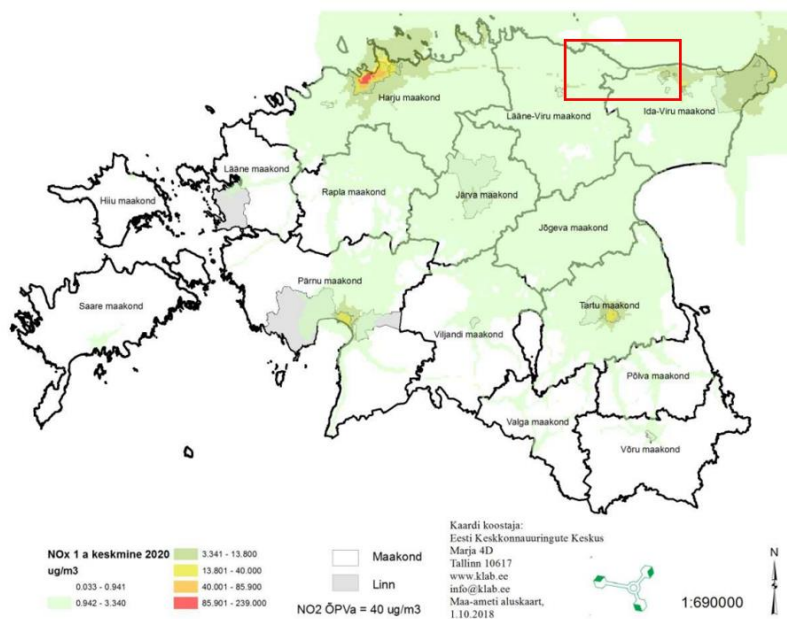 Harju maakond
Lääne-Viru maakond
Ida-Viru maakond
Lääne maakond
Hiiu maakond
Rapla maakond
Järva maakond
Jõgeva maakond
Pärnu maakond
Saare maakond
Tartu maakond
Viljandi maakond
Põlva maakond
Valga maakond
Võru maakond
NOx 1 a keskmine 2020
ug/m3
0.033 - 0.941
0.942 - 3.340
3.341 - 13.800
13.801 - 40.000
40.001 - 85.900
85.901 - 239.000
Maakond
Linn
NO2 ÕPVa = 40 ug/m3
Kaardi koostaja:
Eesti Keskkonnauuringute Keskus
Marja 4D
Tallinn 10617
www.klab.ee
info@klab.ee
Maa-ameti aluskaart,
1.10.2018
N
1:690000